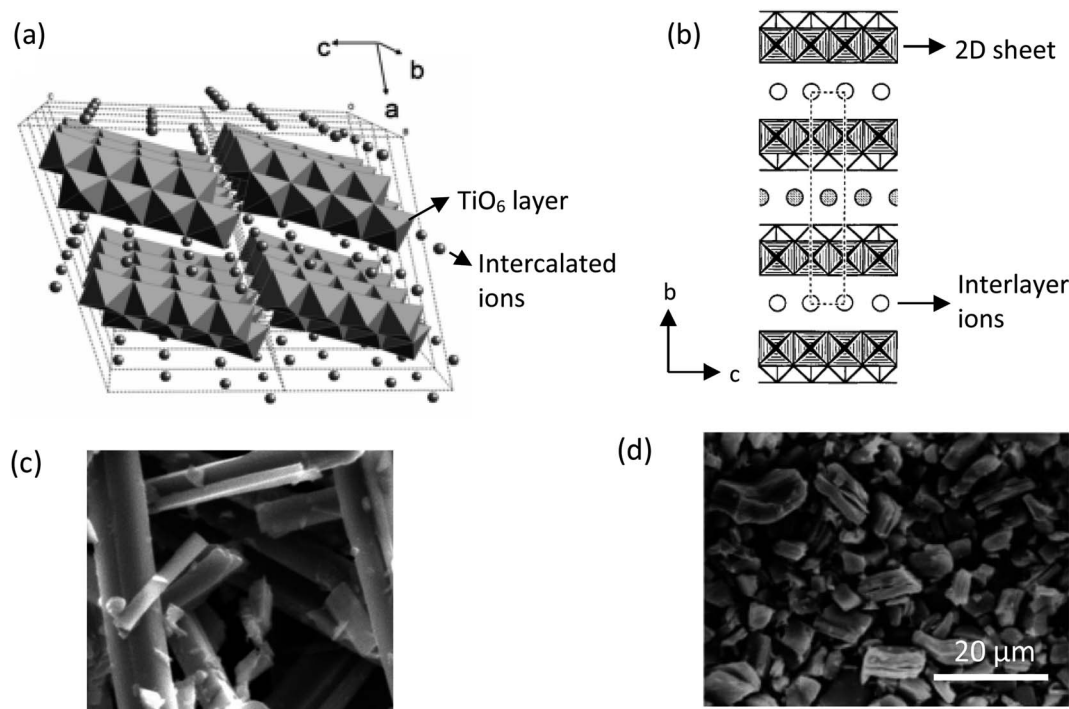 (a)
c
b
a
TiO₆ layer
Intercalated
ions
(b)
2D sheet
Interlayer
ions
b
c
(c)
(d)
20 µm